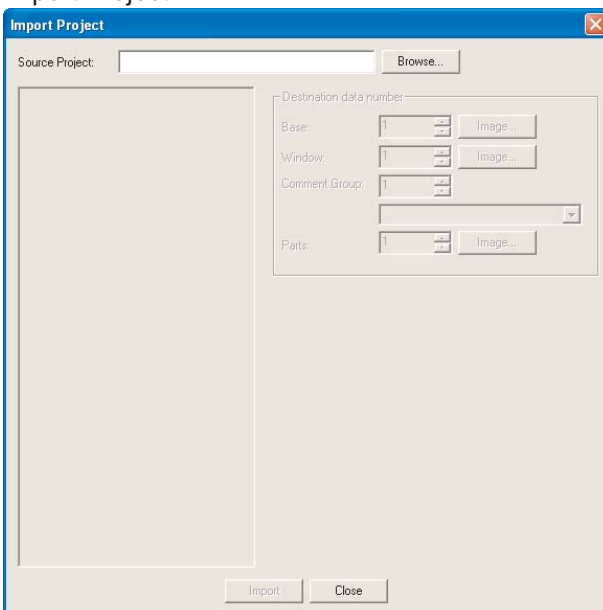 Import Project
Source Project:
Browse...
Destination data number
Base:
1
Image...
Window:
1
Image...
Comment Group:
1
Parts:
1
Image...
Import
Close